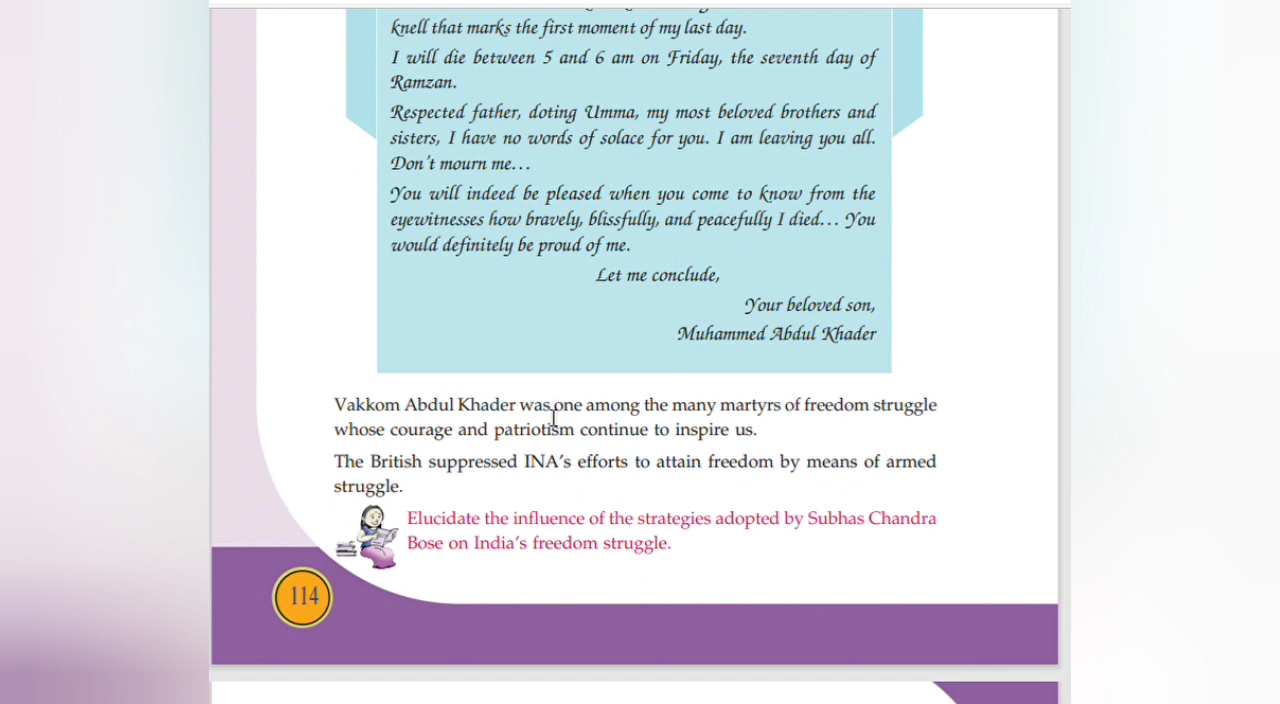 knell that marks the first moment of my last day.
I will die between 5 and 6 am on Friday, the seventh day of
Ramzan.
Respected father, doting Umma, my most beloved brothers and
sisters, I have no words of solace for you. I am leaving you all.
Don't mourn me…
You will indeed be pleased when you come to know from the
eyewitnesses how bravely, blissfully, and peacefully I died… You
would definitely be proud of me.
Let me conclude,
Your beloved son,
Muhammed Abdul Khader
Vakkom Abdul Khader was one among the many martyrs of freedom struggle
whose courage and patriotism continue to inspire us.
The British suppressed INA's efforts to attain freedom by means of armed
struggle.
Elucidate the influence of the strategies adopted by Subhas Chandra
Bose on India's freedom struggle.
114